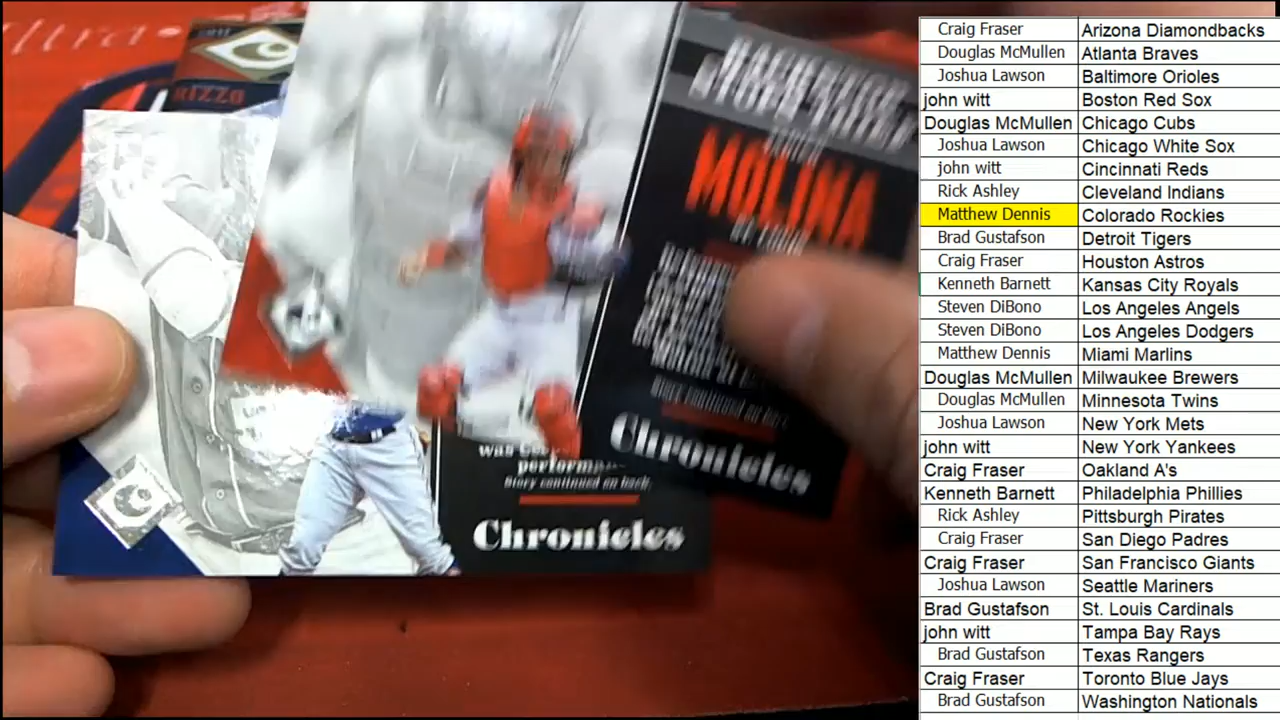 RIZZO
MOLINA
was
performa
Story continued on back
Chronicles
Chronicles
Craig Fraser Arizona Diamondbacks
Douglas McMullen Atlanta Braves
Joshua Lawson Baltimore Orioles
john witt Boston Red Sox
Douglas McMullen Chicago Cubs
Joshua Lawson Chicago White Sox
john witt Cincinnati Reds
Rick Ashley Cleveland Indians
Matthew Dennis Colorado Rockies
Brad Gustafson Detroit Tigers
Craig Fraser Houston Astros
Kenneth Barnett Kansas City Royals
Steven DiBono Los Angeles Angels
Steven DiBono Los Angeles Dodgers
Matthew Dennis Miami Marlins
Douglas McMullen Milwaukee Brewers
Douglas McMullen Minnesota Twins
Joshua Lawson New York Mets
john witt New York Yankees
Craig Fraser Oakland A's
Kenneth Barnett Philadelphia Phillies
Rick Ashley Pittsburgh Pirates
Craig Fraser San Diego Padres
Craig Fraser San Francisco Giants
Joshua Lawson Seattle Mariners
Brad Gustafson St. Louis Cardinals
john witt Tampa Bay Rays
Brad Gustafson Texas Rangers
Craig Fraser Toronto Blue Jays
Brad Gustafson Washington Nationals